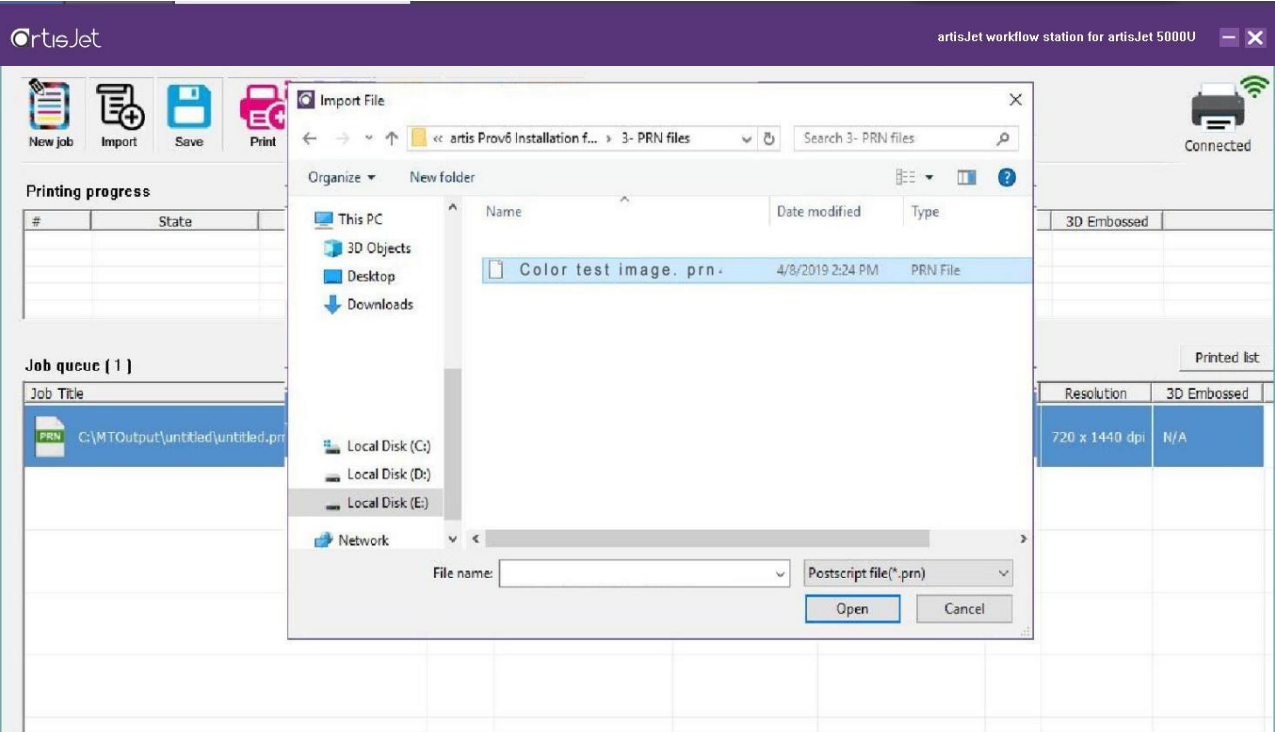 artisJet
artisJet workflow station for artisJet 5000U
New job
Import
Save
Print
Connected
Import File
« artis Prov6 Installation f... › 3- PRN files
Search 3- PRN files
Organize
New folder
Printing progress
#
State
3D Embossed
This PC
3D Objects
Desktop
Downloads
Local Disk (C:)
Local Disk (D:)
Local Disk (E:)
Network
Name
Date modified
Type
Color test image. prn
4/8/2019 2:24 PM
PRN File
Job queue ( 1 )
Printed list
Job Title
Resolution
3D Embossed
PRN
C:\MTOutput\untitled\untitled.prn
720 x 1440 dpi
N/A
File name:
Postscript file(*.prn)
Open
Cancel